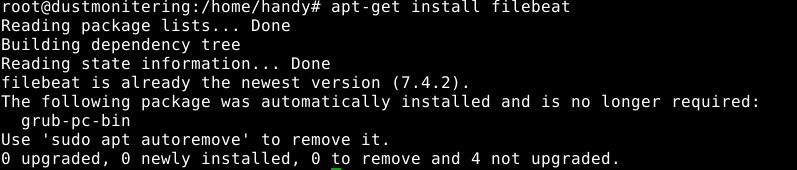 root@dustmonitering:/home/handy# apt-get install filebeat
Reading package lists... Done
Building dependency tree
Reading state information... Done
filebeat is already the newest version (7.4.2).
The following package was automatically installed and is no longer required:
  grub-pc-bin
Use 'sudo apt autoremove' to remove it.
0 upgraded, 0 newly installed, 0 to remove and 4 not upgraded.